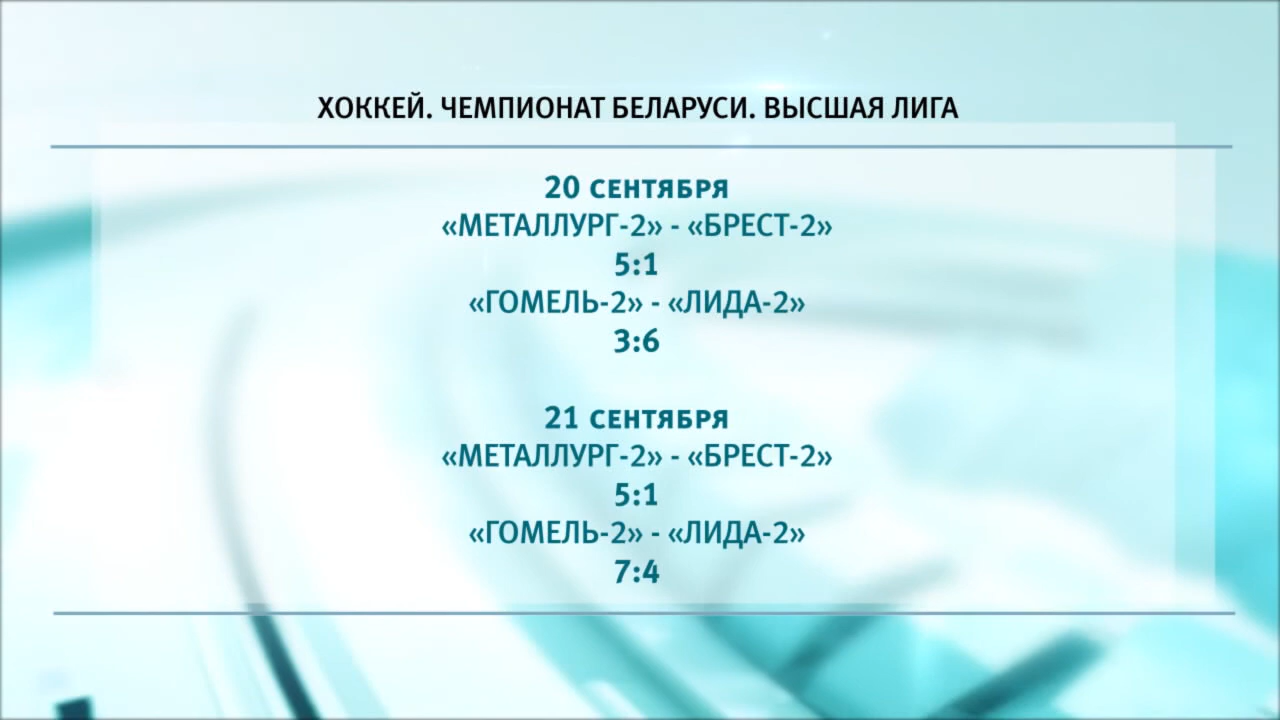 ХОККЕЙ. ЧЕМПИОНАТ БЕЛАРУСИ. ВЫСШАЯ ЛИГА
20 СЕНТЯБРЯ
«МЕТАЛЛУРГ-2» - «БРЕСТ-2»
5:1
«ГОМЕЛЬ-2» - «ЛИДА-2»
3:6
21 СЕНТЯБРЯ
«МЕТАЛЛУРГ-2» - «БРЕСТ-2»
5:1
«ГОМЕЛЬ-2» - «ЛИДА-2»
7:4